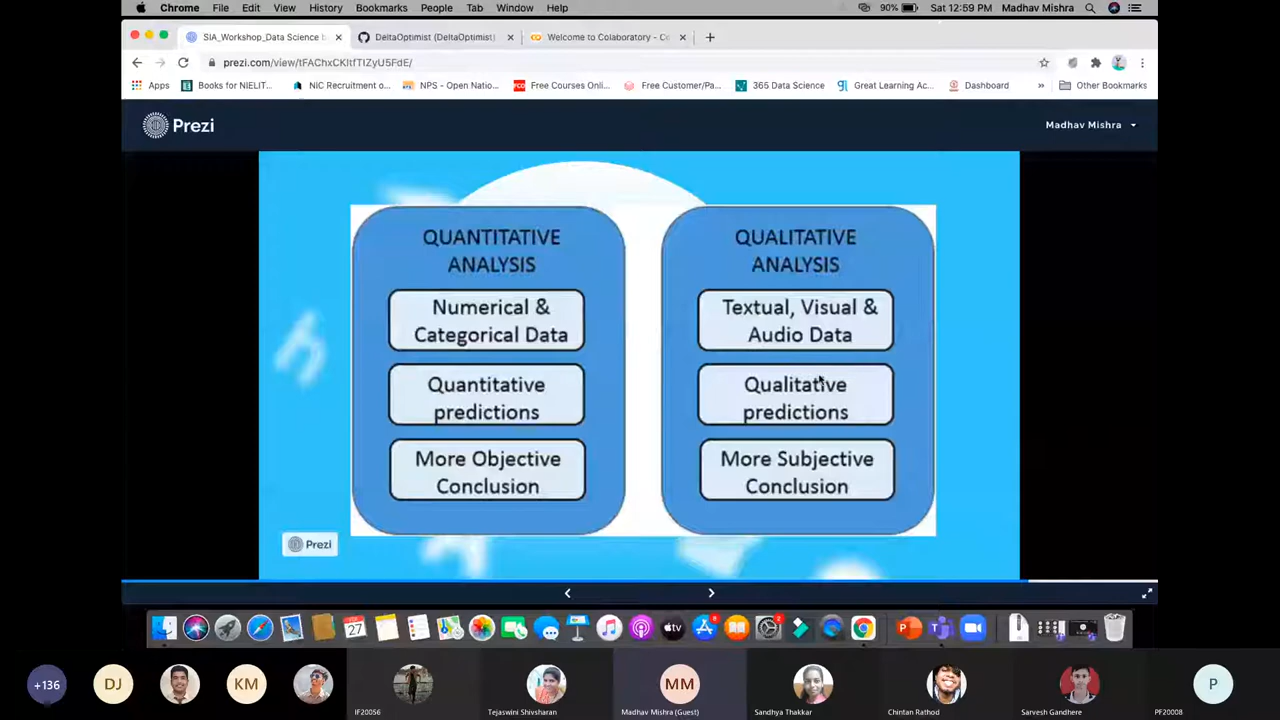 Chrome File Edit View History Bookmarks People Tab Window Help 90% Sat 12:59 PM Madhav Mishra
SIA_Workshop_Data Science b
DeltaOptimist (DeltaOptimist)
Welcome to Colaboratory - Co
prezi.com/view/tFAChxCKltfTIZyU5FdE/
Apps Books for NIELIT... NIC Recruitment o... NPS - Open Natio... Free Courses Onli... Free Customer/Pa... 365 Data Science Great Learning Ac... Dashboard » Other Bookmarks
Prezi
Madhav Mishra
QUANTITATIVE
ANALYSIS
Numerical &
Categorical Data
Quantitative
predictions
More Objective
Conclusion
QUALITATIVE
ANALYSIS
Textual, Visual &
Audio Data
Qualitative
predictions
More Subjective
Conclusion
Prezi
27
tv
+136
DJ
KM
MM
P
IF20056
Tejaswini Shivsharan
Madhav Mishra (Guest)
Sandhya Thakkar
Chintan Rathod
Sarvesh Gandhere
PF20008